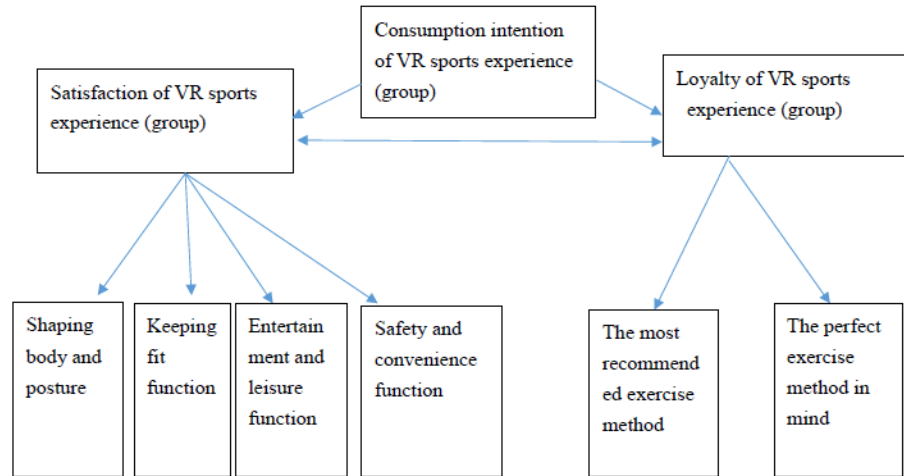 Consumption intention
of VR sports experience
(group)
Satisfaction of VR sports
experience (group)
Loyalty of VR sports
experience (group)
Shaping
body and
posture
Keeping
fit
function
Entertain
ment and
leisure
function
Safety and
convenience
function
The most
recommend
ed exercise
method
The perfect
exercise
method in
mind